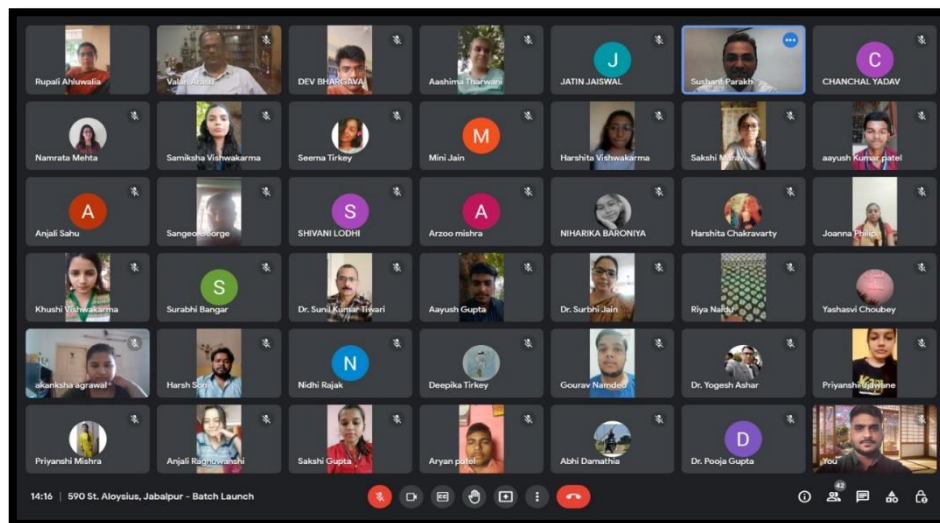 Rupali Ahluwalia
Valan Arasu
DEV BHARGAVA
Aashima Tharwani
J
JATIN JAISWAL
Sushant Parakh
C
CHANCHAL YADAV
Namrata Mehta
Samiksha Vishwakarma
Seema Tirkey
M
Mini Jain
Harshita Vishwakarma
Sakshi Maravi
aayush Kumar patel
A
Anjali Sahu
Sangeo George
S
SHIVANI LODHI
A
Arzoo mishra
NIHARIKA BARONIYA
Harshita Chakravarty
Joanna Philip
Khushi Vishwakarma
S
Surabhi Bangar
Dr. Sunil Kumar Tiwari
Aayush Gupta
Dr. Surbhi Jain
Riya Naidu
Yashasvi Choubey
akanksha agrawal
Harsh Soni
N
Nidhi Rajak
Deepika Tirkey
Gourav Namdeo
Dr. Yogesh Ashar
Priyanshi
Priyanshi Mishra
Anjali Raghuwanshi
Sakshi Gupta
Aryan patel
Abhi Damathia
D
Dr. Pooja Gupta
You
14:16 | 590 St. Aloysius, Jabalpur - Batch Launch
CC
42